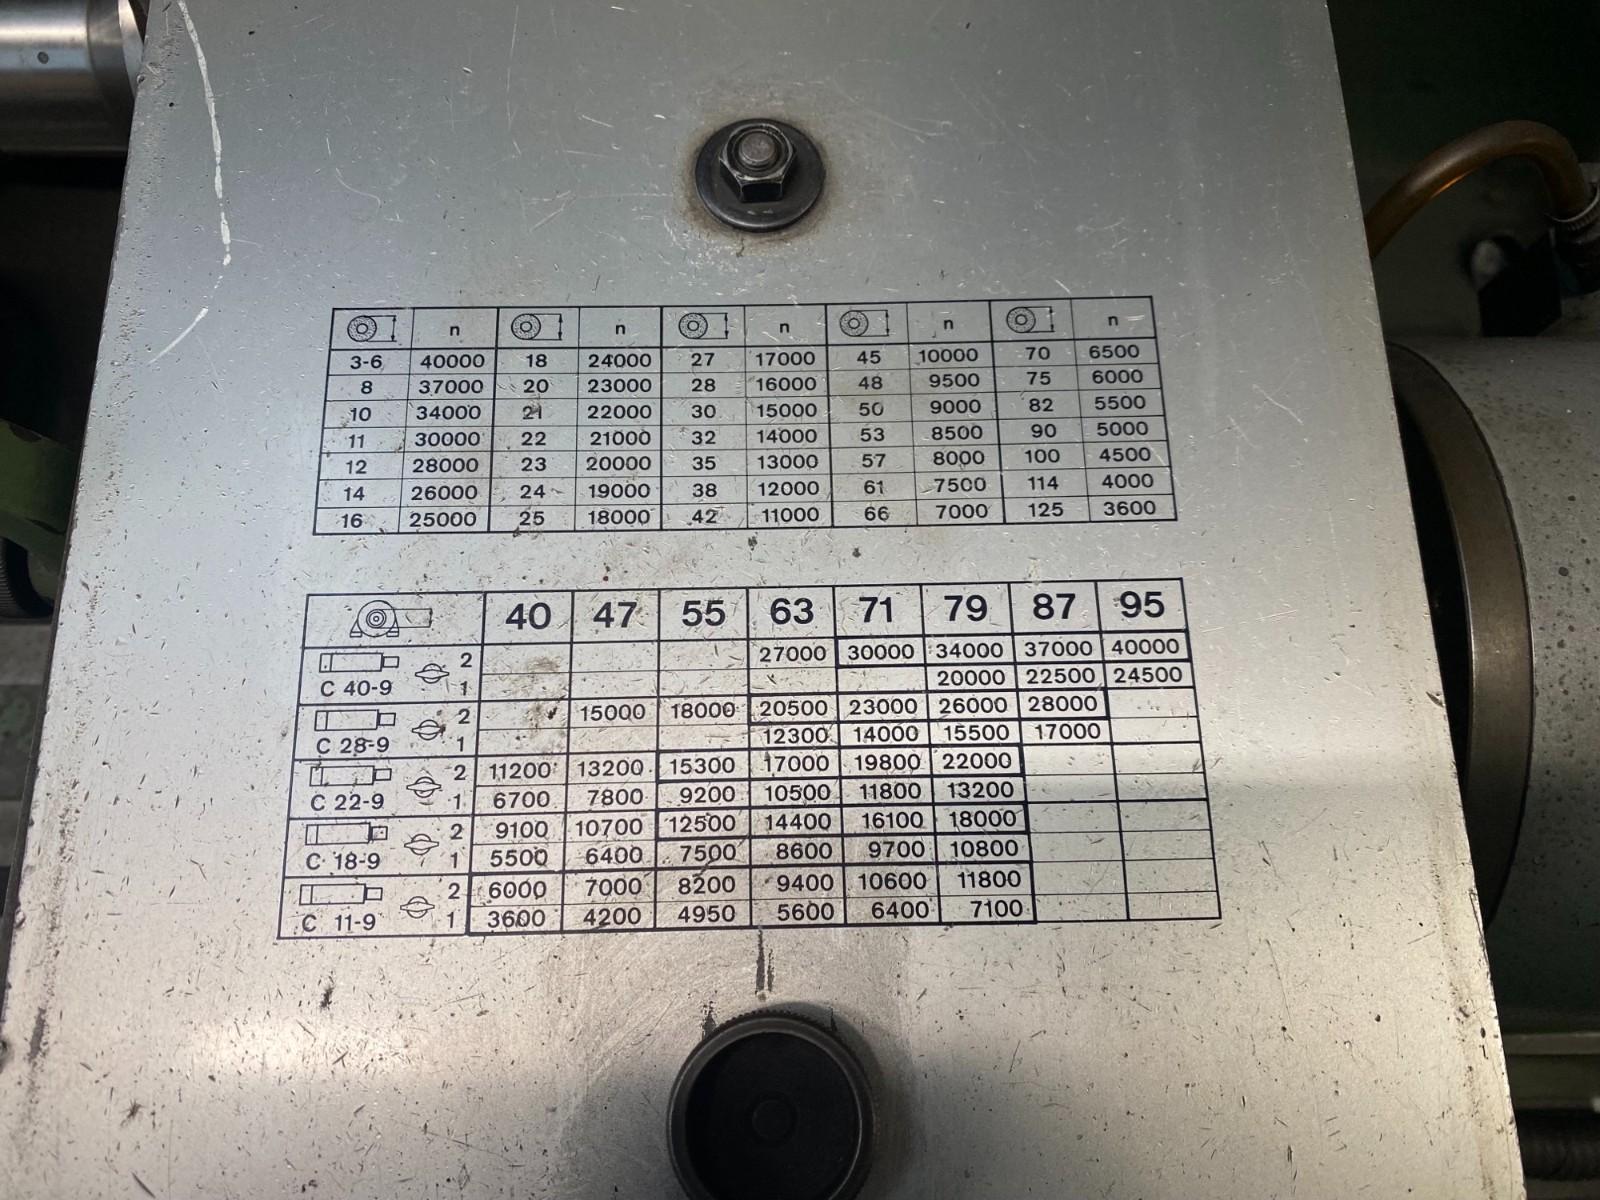 n n n n n
3-6 40000 18 24000 27 17000 45 10000 70 6500
8 37000 20 23000 28 16000 48 9500 75 6000
10 34000 21 22000 30 15000 50 9000 82 5500
11 30000 22 21000 32 14000 53 8500 90 5000
12 28000 23 20000 35 13000 57 8000 100 4500
14 26000 24 19000 38 12000 61 7500 114 4000
16 25000 25 18000 42 11000 66 7000 125 3600
40 47 55 63 71 79 87 95
2 27000 30000 34000 37000 40000
C 40-9 1 20000 22500 24500
2 15000 18000 20500 23000 26000 28000
C 28-9 1 12300 14000 15500 17000
2 11200 13200 15300 17000 19800 22000
C 22-9 1 6700 7800 9200 10500 11800 13200
2 9100 10700 12500 14400 16100 18000
C 18-9 1 5500 6400 7500 8600 9700 10800
2 6000 7000 8200 9400 10600 11800
C 11-9 1 3600 4200 4950 5600 6400 7100